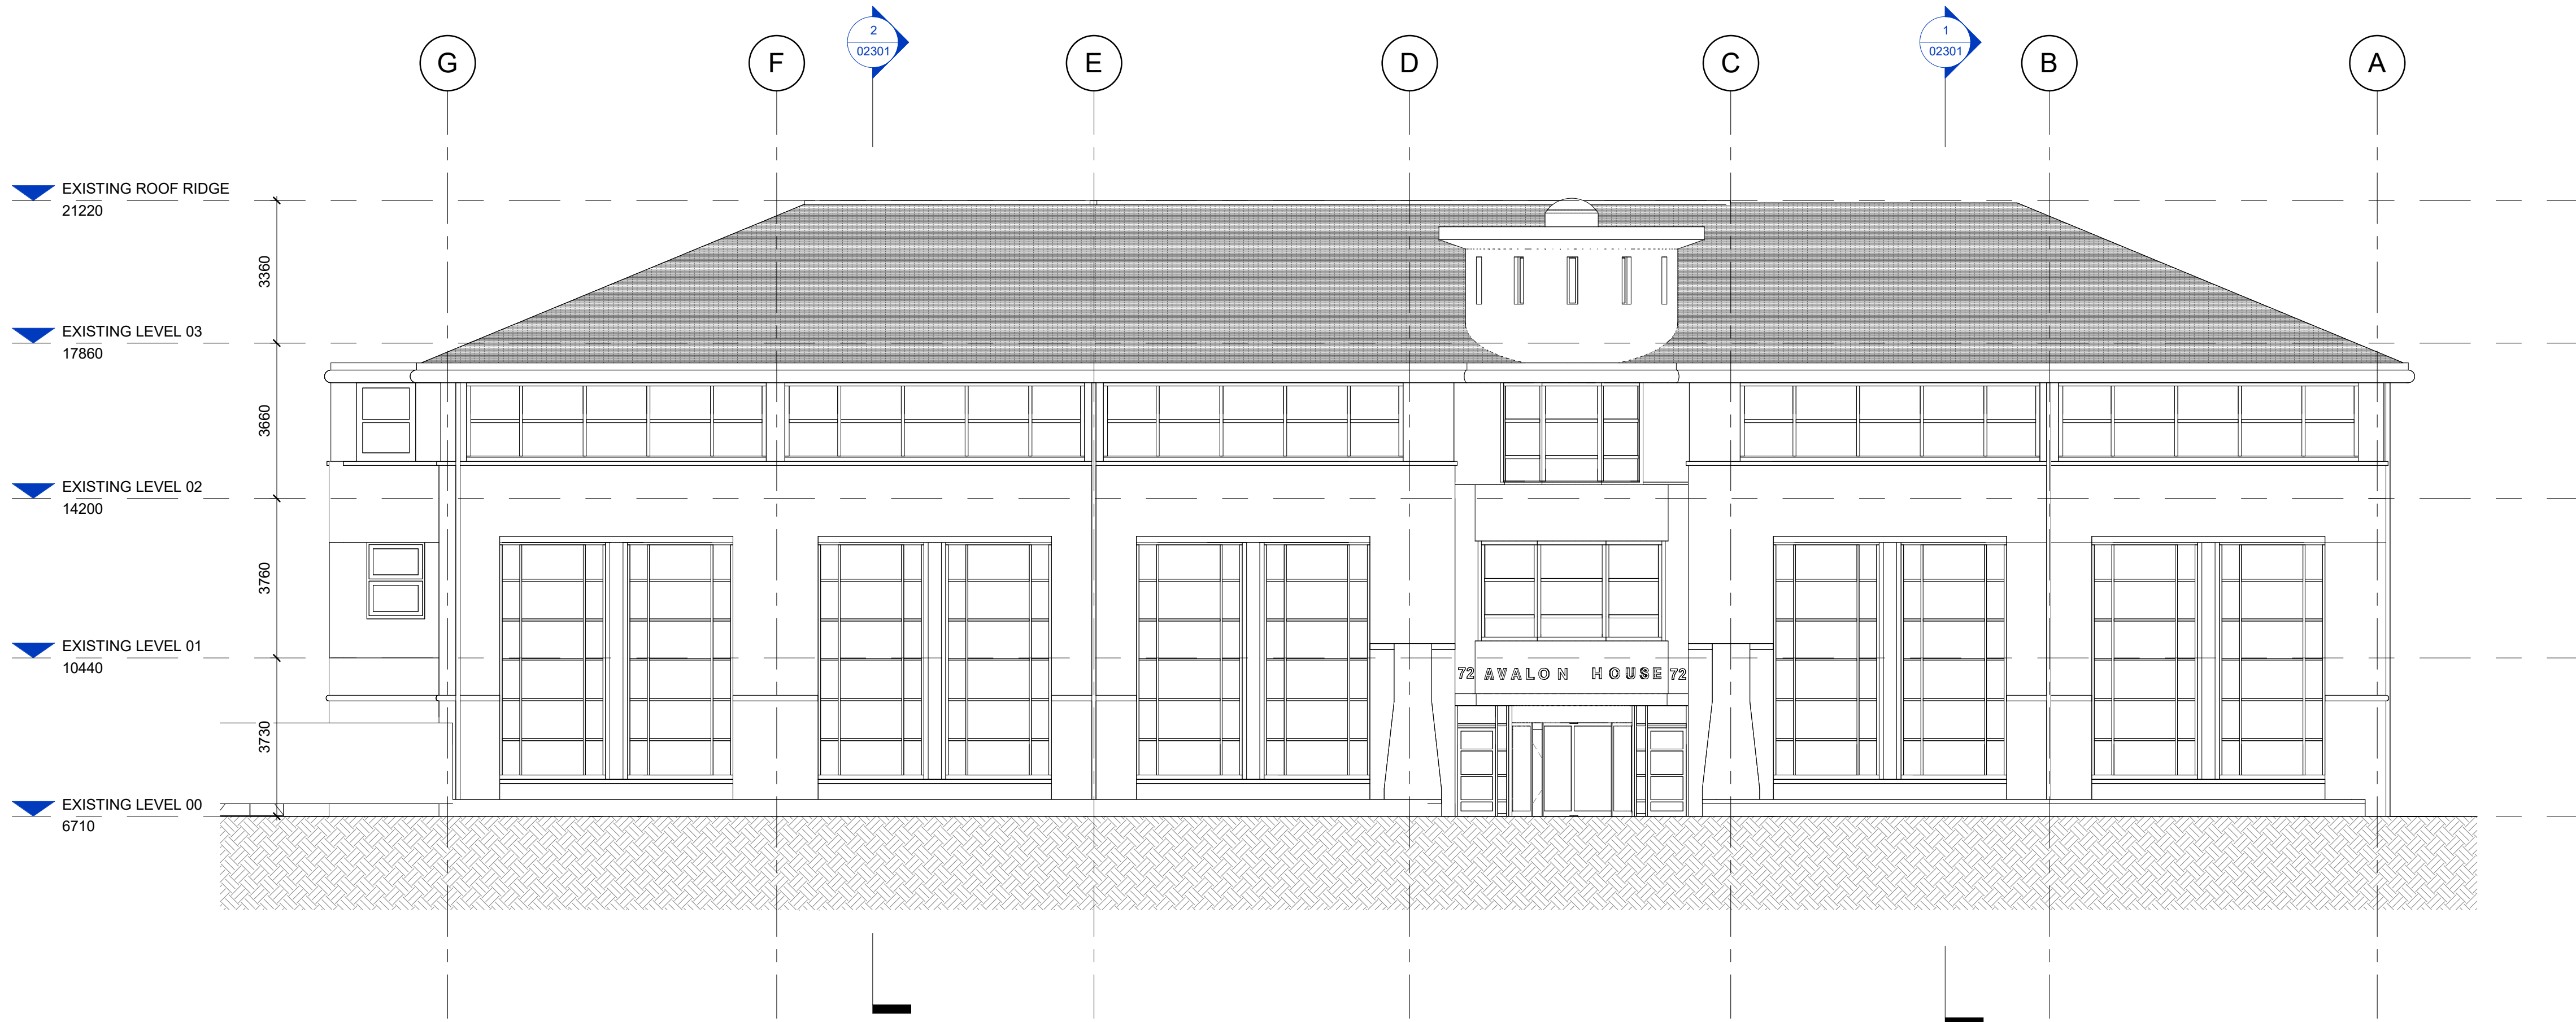 2
02301
1
02301
G
F
E
D
C
B
A
EXISTING ROOF RIDGE
21220
3360
EXISTING LEVEL 03
17860
3660
EXISTING LEVEL 02
14200
3760
EXISTING LEVEL 01
10440
72 AVALON HOUSE 72
3730
EXISTING LEVEL 00
6710